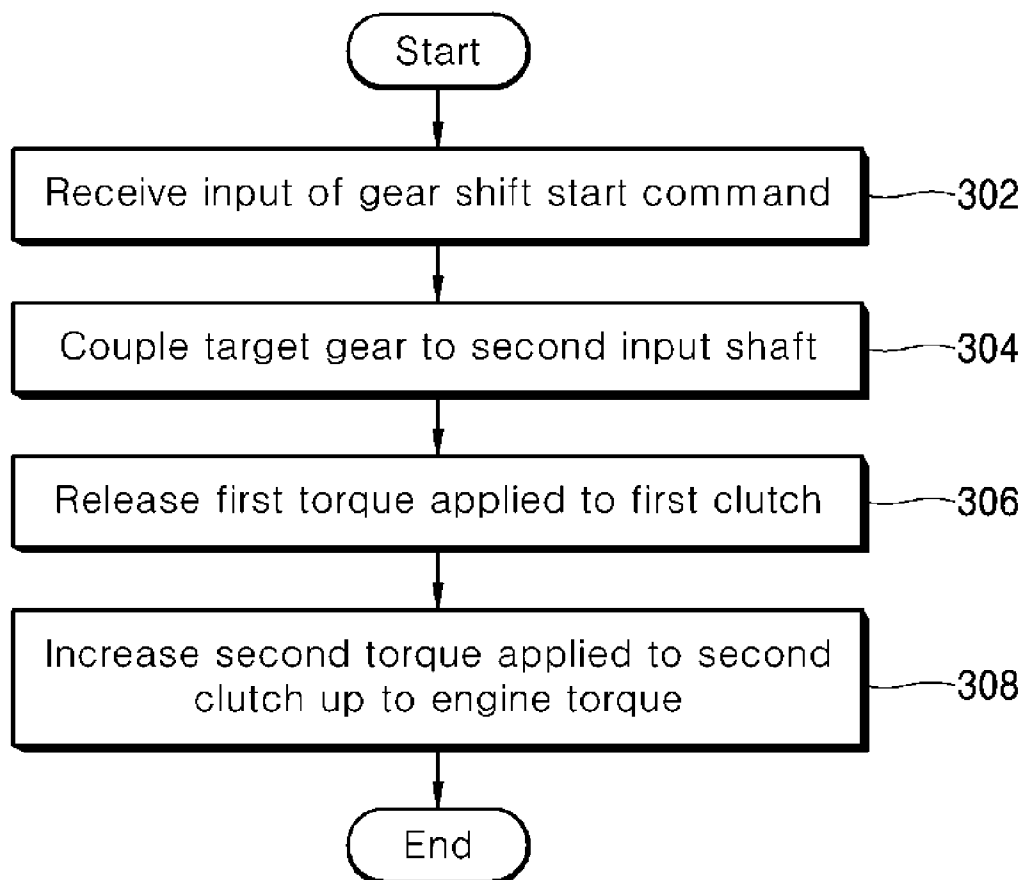 Start
Receive input of gear shift start command
302
Couple target gear to second input shaft
304
Release first torque applied to first clutch
306
Increase second torque applied to second
clutch up to engine torque
308
End